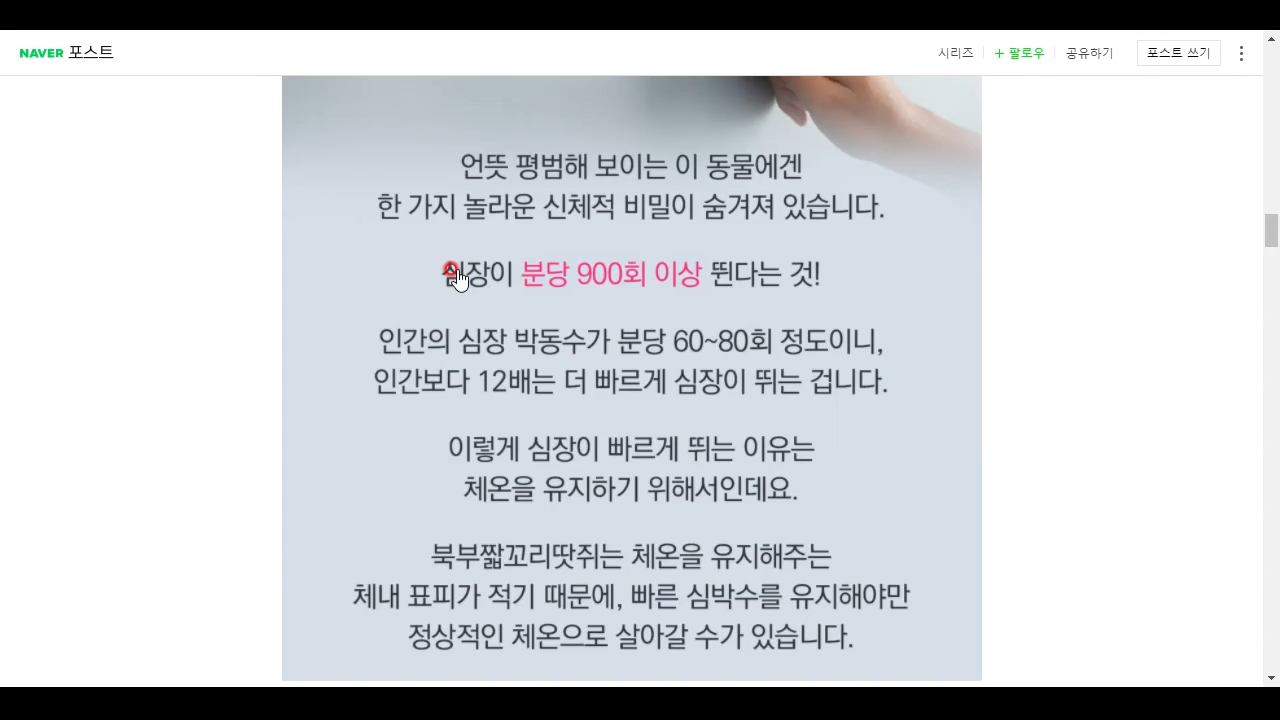 NAVER 포스트
시리즈
+ 팔로우
공유하기
포스트 쓰기
언뜻 평범해 보이는 이 동물에겐
한 가지 놀라운 신체적 비밀이 숨겨져 있습니다.
심장이 분당 900회 이상 뛴다는 것!
인간의 심장 박동수가 분당 60~80회 정도이니,
인간보다 12배는 더 빠르게 심장이 뛰는 겁니다.
이렇게 심장이 빠르게 뛰는 이유는
체온을 유지하기 위해서인데요.
북부짧꼬리땃쥐는 체온을 유지해주는
체내 표피가 적기 때문에, 빠른 심박수를 유지해야만
정상적인 체온으로 살아갈 수가 있습니다.